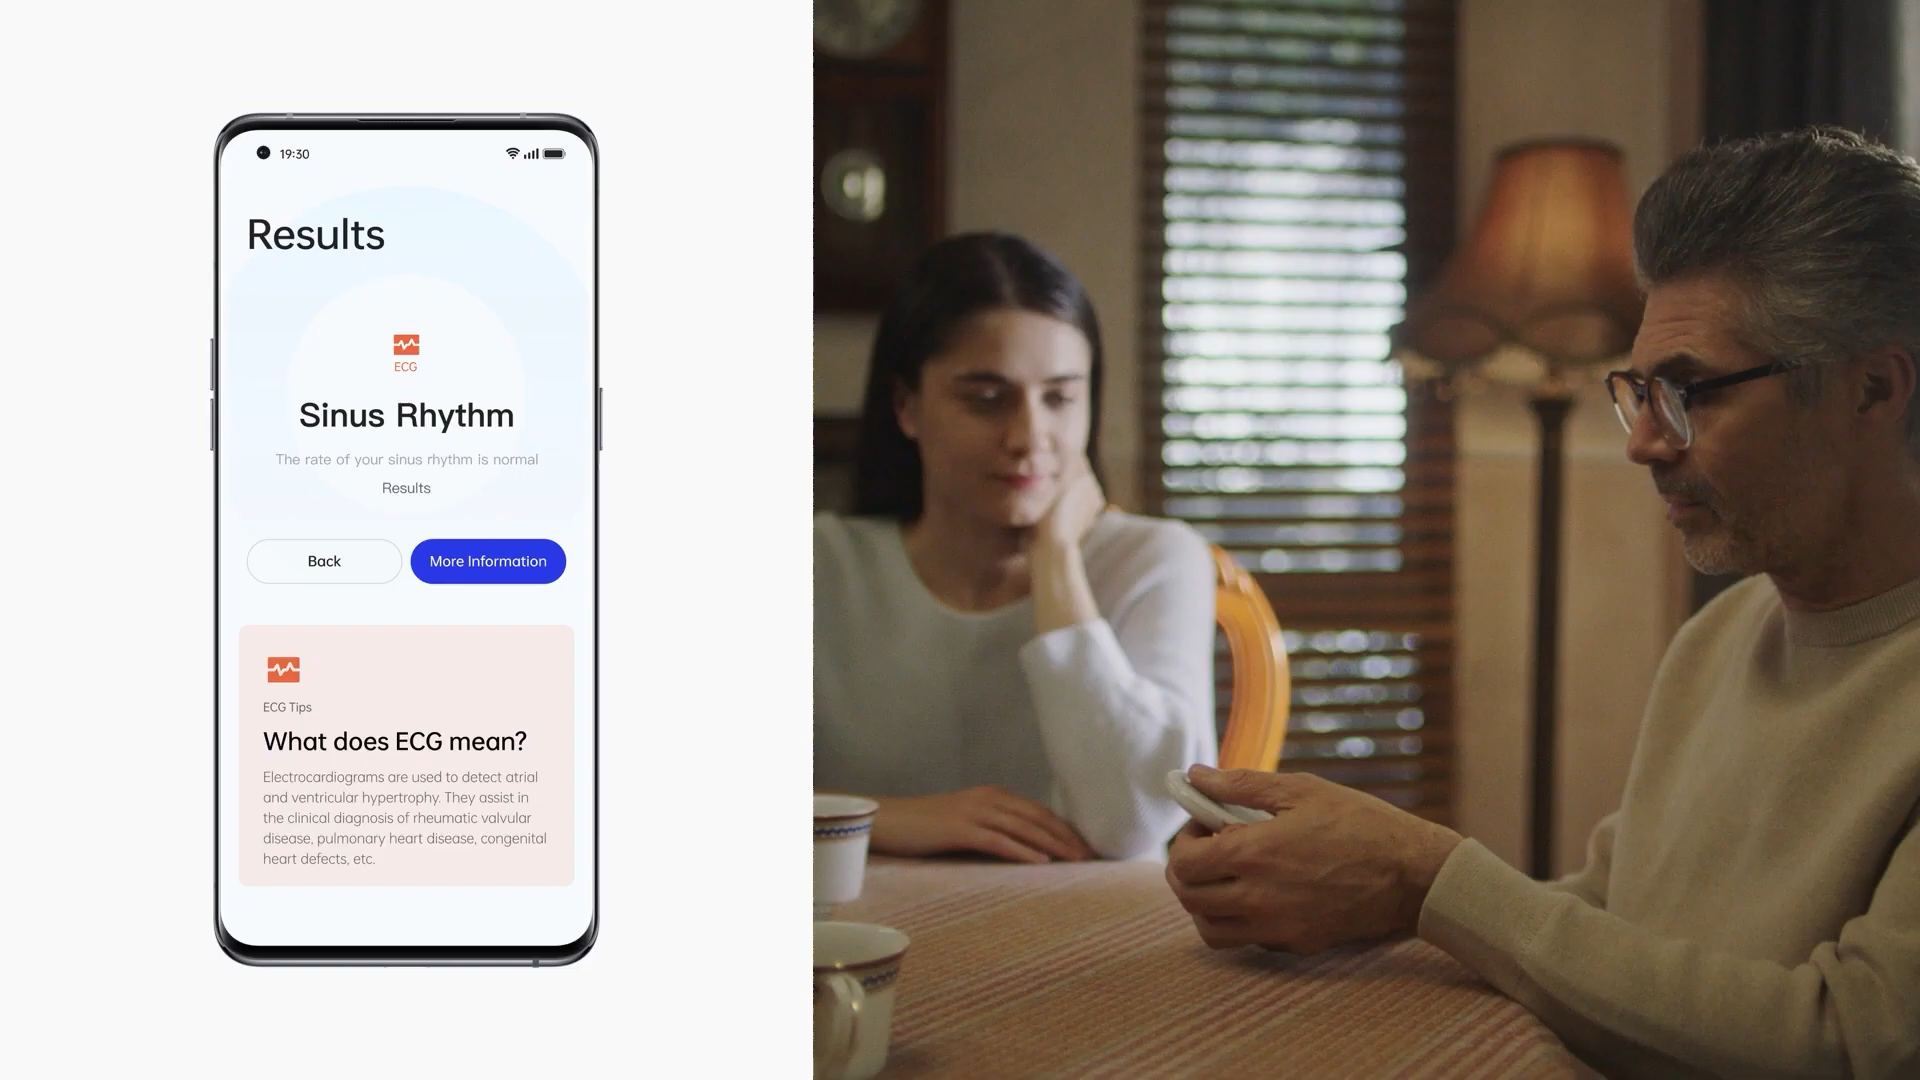 19:30
Results
ECG
Sinus Rhythm
The rate of your sinus rhythm is normal
Results
Back
More Information
ECG Tips
What does ECG mean?
Electrocardiograms are used to detect atrial
and ventricular hypertrophy. They assist in
the clinical diagnosis of rheumatic valvular
disease, pulmonary heart disease, congenital
heart defects, etc.